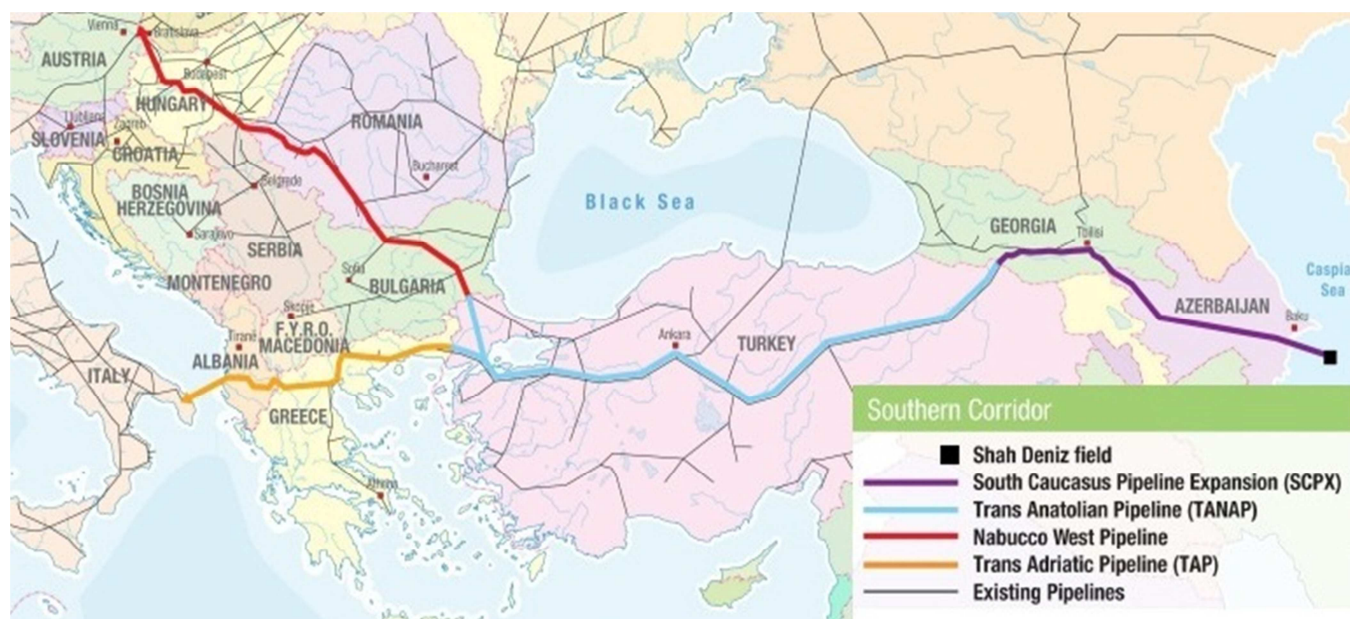 Vienna
Bratislava
AUSTRIA
Budapest
HUNGARY
Ljubljana
SLOVENIA
Zagreb
CROATIA
ROMANIA
Bucharest
BOSNIA
HERZEGOVINA
Belgrade
Sarajevo
SERBIA
Black Sea
GEORGIA
Tbilisi
MONTENEGRO
Sofia
BULGARIA
Caspia
Sea
AZERBAIJAN
Baku
Skopje
F.Y.R.O.
MACEDONIA
Tirane
ALBANIA
ITALY
GREECE
Athens
Ankara
TURKEY
Southern Corridor
Shah Deniz field
South Caucasus Pipeline Expansion (SCPX)
Trans Anatolian Pipeline (TANAP)
Nabucco West Pipeline
Trans Adriatic Pipeline (TAP)
Existing Pipelines